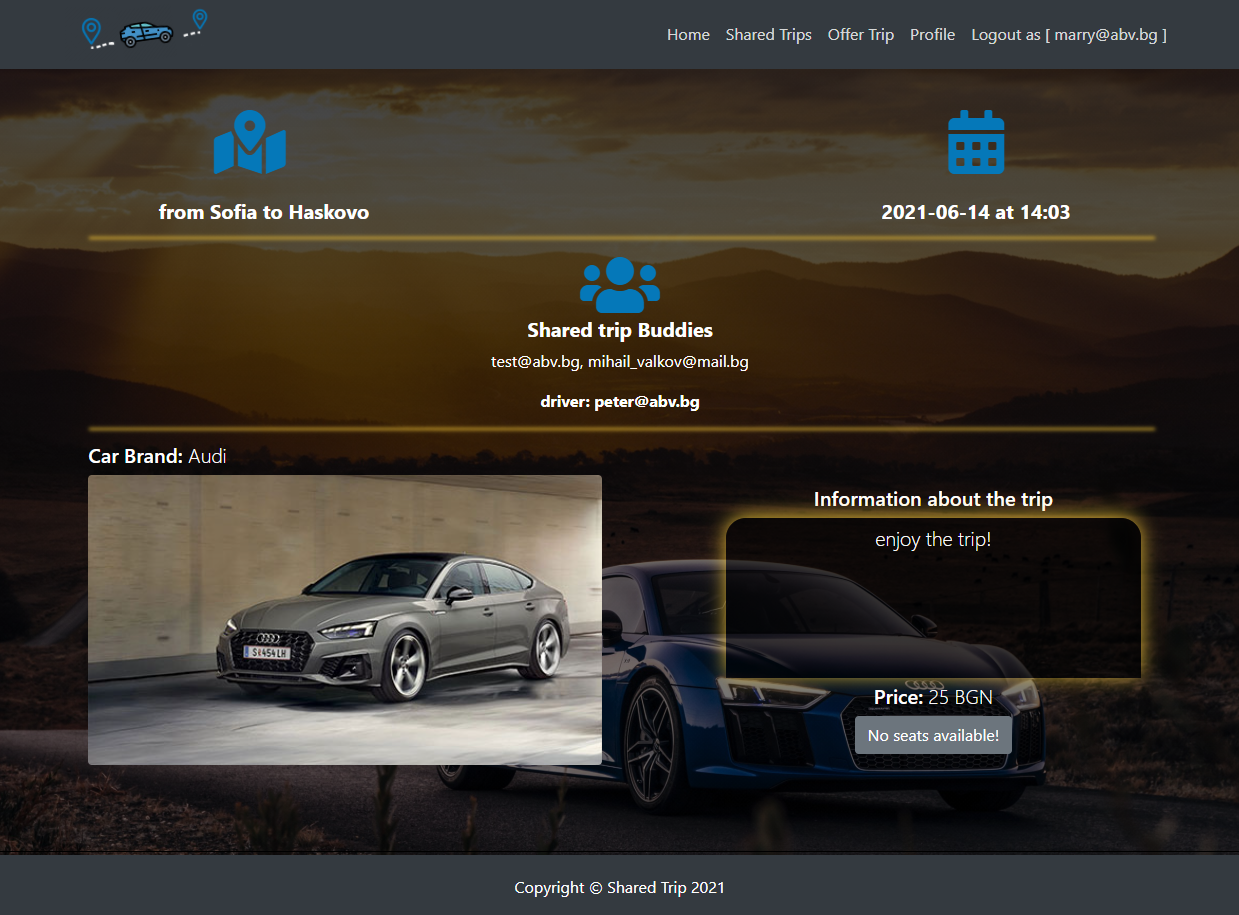 Home Shared Trips Offer Trip Profile Logout as [ marry@abv.bg ]
from Sofia to Haskovo
2021-06-14 at 14:03
Shared trip Buddies
test@abv.bg, mihail_valkov@mail.bg
driver: peter@abv.bg
Car Brand: Audi
Information about the trip
enjoy the trip!
Price: 25 BGN
No seats available!
Copyright © Shared Trip 2021